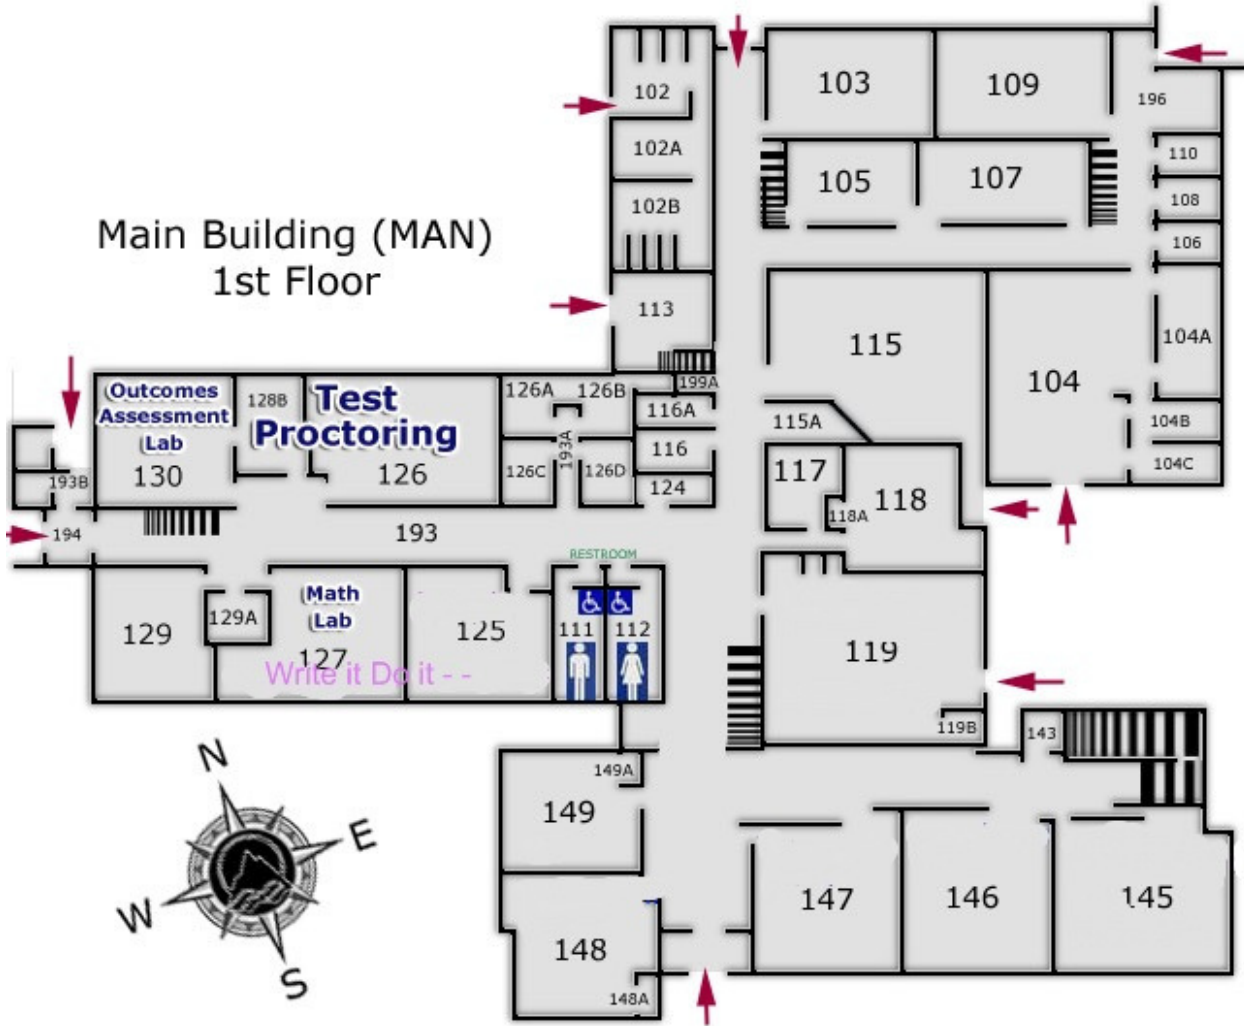 Main Building (MAN)
1st Floor
102
102A
102B
113
103
109
196
105
107
110
108
106
115
104
104A
104B
104C
115A
117
118
118A
119
119B
199A
116A
116
124
Outcomes
Assessment
Lab
130
128B
Test
Proctoring
126
126A
126B
126C
126D
193A
193B
194
193
RESTROOM
129
129A
Math
Lab
127
Write it Do it - -
125
111
112
143
149A
149
148
148A
147
146
145
N
E
W
S